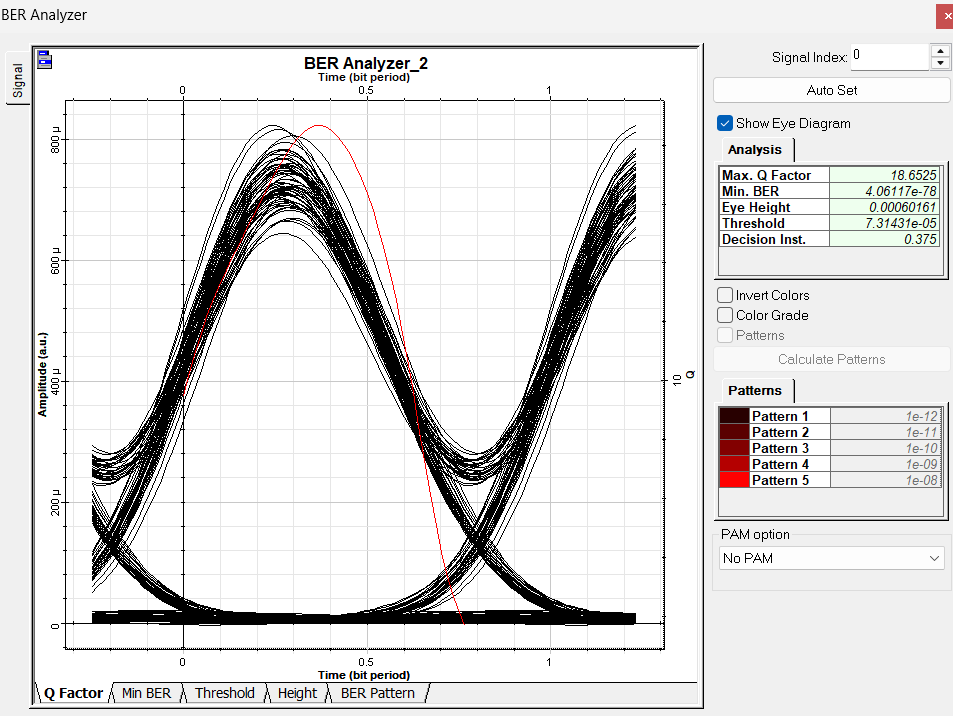 BER Analyzer
Signal
BER Analyzer_2
Time (bit period)
0 0.5 1
Amplitude (a.u.)
800 µ
600 µ
400 µ
200 µ
0
10
Q
0 0.5 1
Time (bit period)
Q Factor Min BER Threshold Height BER Pattern
Signal Index: 0
Auto Set
Show Eye Diagram
Analysis
Max. Q Factor 18.6525
Min. BER 4.06117e-78
Eye Height 0.00060161
Threshold 7.31431e-05
Decision Inst. 0.375
Invert Colors
Color Grade
Patterns
Calculate Patterns
Patterns
Pattern 1 1e-12
Pattern 2 1e-11
Pattern 3 1e-10
Pattern 4 1e-09
Pattern 5 1e-08
PAM option
No PAM